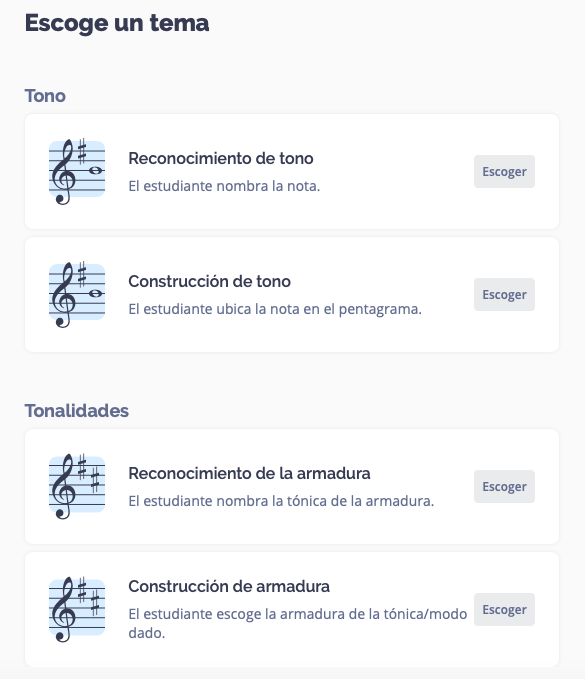 Escoge un tema
Tono
Reconocimiento de tono
El estudiante nombra la nota.
Escoger
Construcción de tono
El estudiante ubica la nota en el pentagrama.
Escoger
Tonalidades
Reconocimiento de la armadura
El estudiante nombra la tónica de la armadura.
Escoger
Construcción de armadura
El estudiante escoge la armadura de la tónica/modo
dado.
Escoger